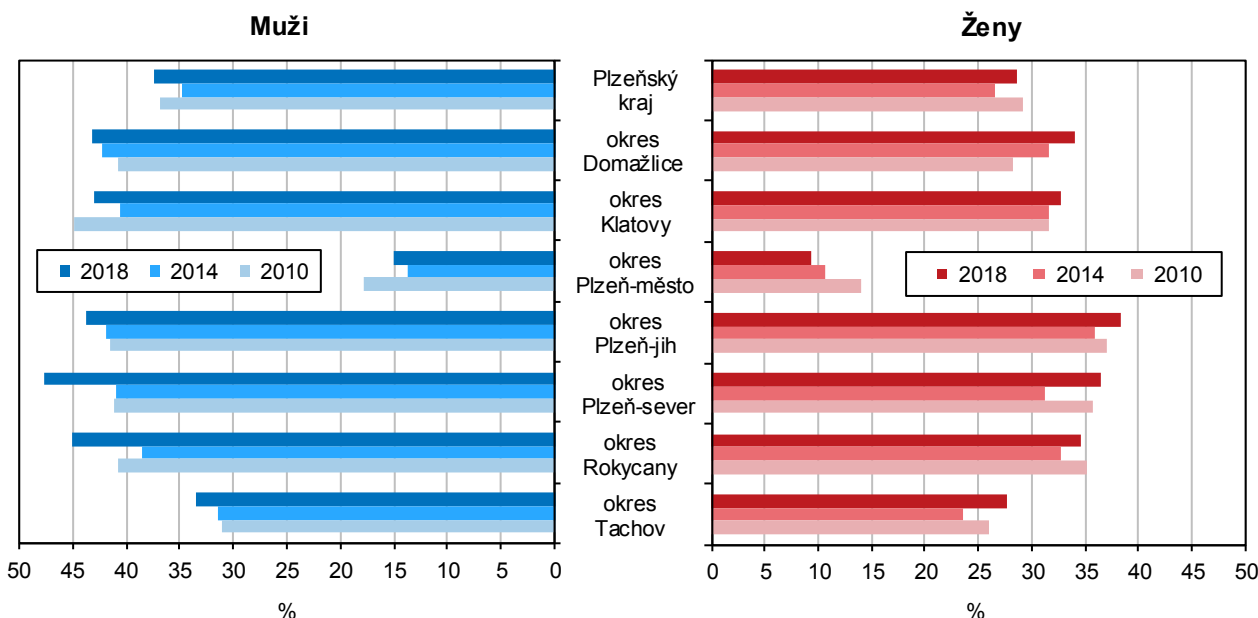 Muži
Ženy
Plzeňský
kraj
okres
Domažlice
okres
Klatovy
okres
Plzeň-město
okres
Plzeň-jih
okres
Plzeň-sever
okres
Rokycany
okres
Tachov
2018 2014 2010
2018 2014 2010
50 45 40 35 30 25 20 15 10 5 0
0 5 10 15 20 25 30 35 40 45 50
%
%